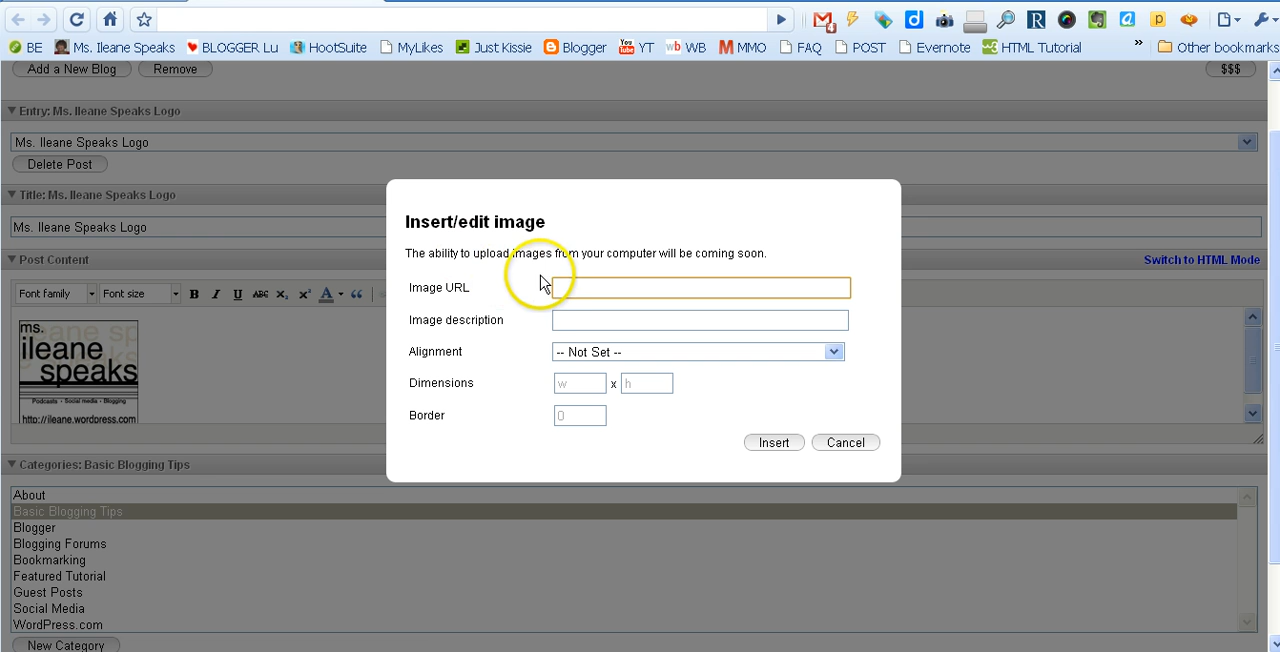 BE Ms. Ileane Speaks BLOGGER Lu HootSuite MyLikes Just Kissie Blogger YT WB MMO FAQ POST Evernote HTML Tutorial » Other bookmarks
Add a New Blog Remove $$$
Entry: Ms. Ileane Speaks Logo
Ms. Ileane Speaks Logo
Delete Post
Title: Ms. Ileane Speaks Logo
Ms. Ileane Speaks Logo
Post Content Switch to HTML Mode
Font family Font size B I U ABC X₂ X² A
ms.
ileane
speaks
Podcasts • Social media • Blogging
http://ileane.wordpress.com
Insert/edit image
The ability to upload images from your computer will be coming soon.
Image URL
Image description
Alignment -- Not Set --
Dimensions w x h
Border 0
Insert Cancel
Categories: Basic Blogging Tips
About
Basic Blogging Tips
Blogger
Blogging Forums
Bookmarking
Featured Tutorial
Guest Posts
Social Media
WordPress.com
New Category